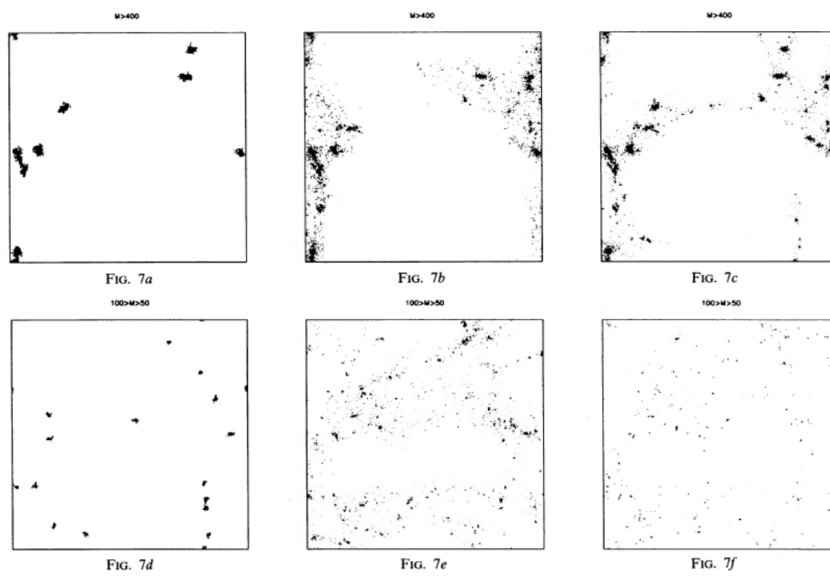 M>400
M>400
M>400
FIG. 7a
FIG. 7b
FIG. 7c
100>M>50
100>M>50
100>M>50
FIG. 7d
FIG. 7e
FIG. 7f